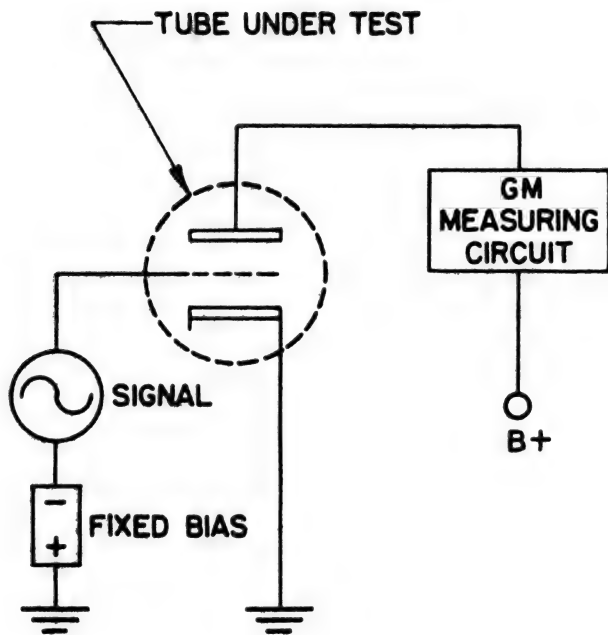 TUBE UNDER TEST
GM
MEASURING
CIRCUIT
SIGNAL
B+
−
FIXED BIAS
+